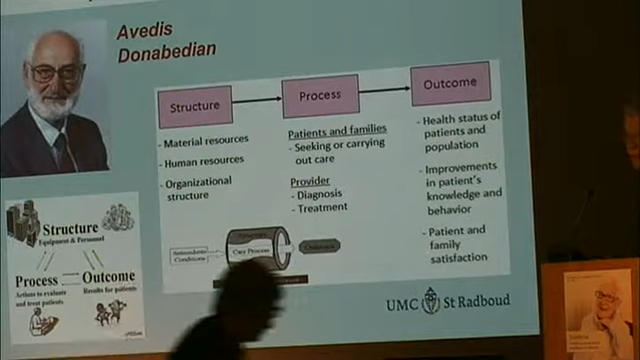 Avedis
Donabedian
Structure
Process
Outcome
- Material resources
- Human resources
- Organizational
structure
Patients and families
- Seeking or carrying
out care
Provider
- Diagnosis
- Treatment
- Health status of
patients and
population
- Improvements
in patient's
knowledge and
behavior
- Patient and
family
satisfaction
Structure
Equipment & Personnel
Process
Actions to evaluate
and treat patients
Outcome
Results for patients
Care Process
UMC St Radboud